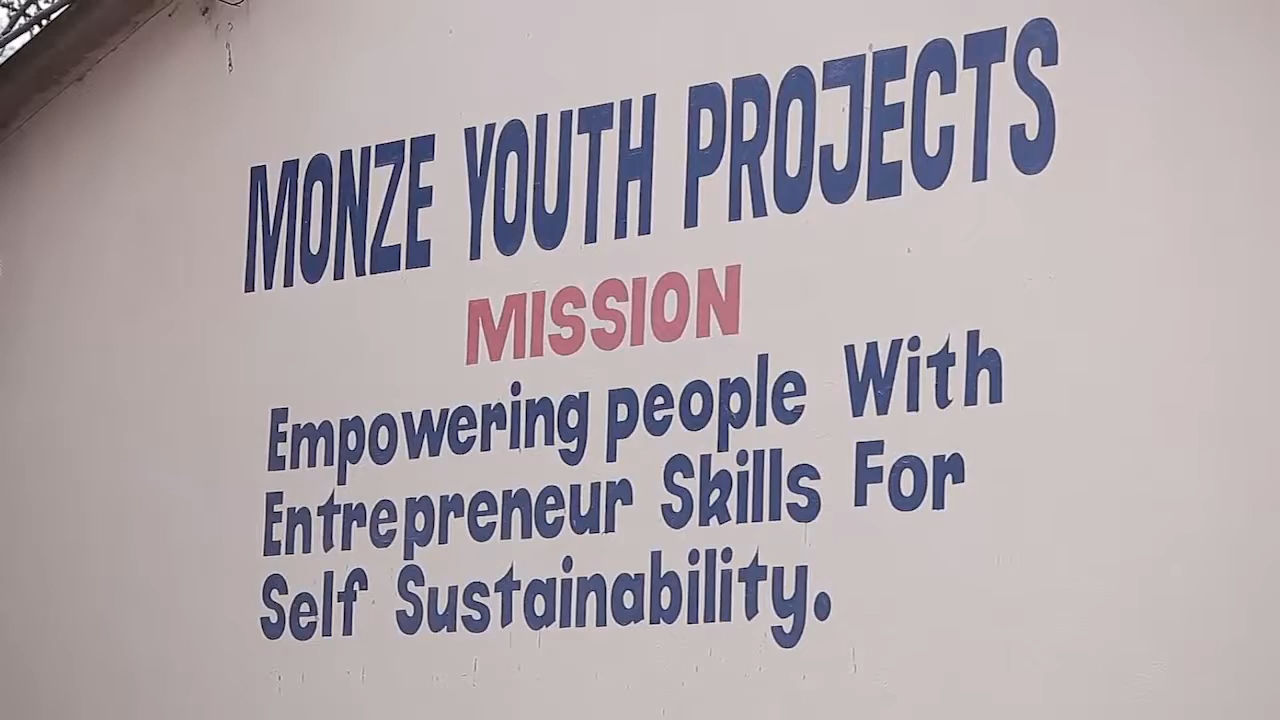 MONZE YOUTH PROJECTS
MISSION
Empowering people With
Entrepreneur Skills For
Self Sustainability.